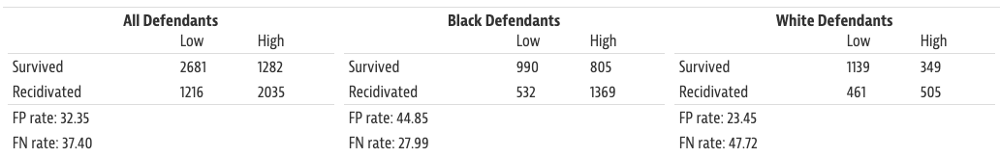 All Defendants Black Defendants White Defendants
Low High Low High Low High
Survived 2681 1282 Survived 990 805 Survived 1139 349
Recidivated 1216 2035 Recidivated 532 1369 Recidivated 461 505
FP rate: 32.35 FP rate: 44.85 FP rate: 23.45
FN rate: 37.40 FN rate: 27.99 FN rate: 47.72